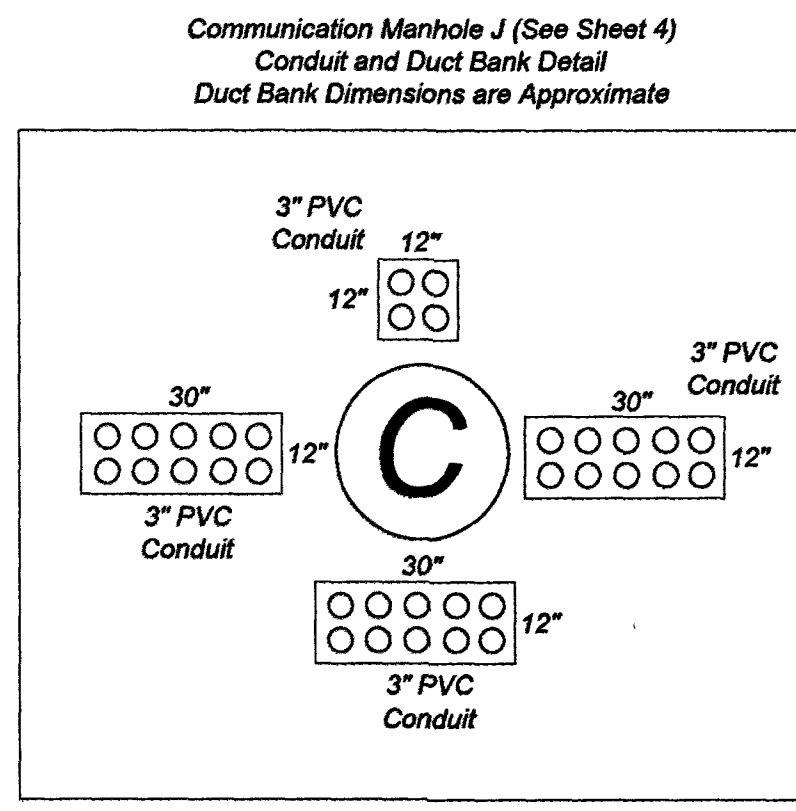 Communication Manhole J (See Sheet 4)
Conduit and Duct Bank Detail
Duct Bank Dimensions are Approximate
3" PVC
Conduit
12"
12"
3" PVC
Conduit
30"
12"
3" PVC
Conduit
C
30"
12"
30"
12"
3" PVC
Conduit